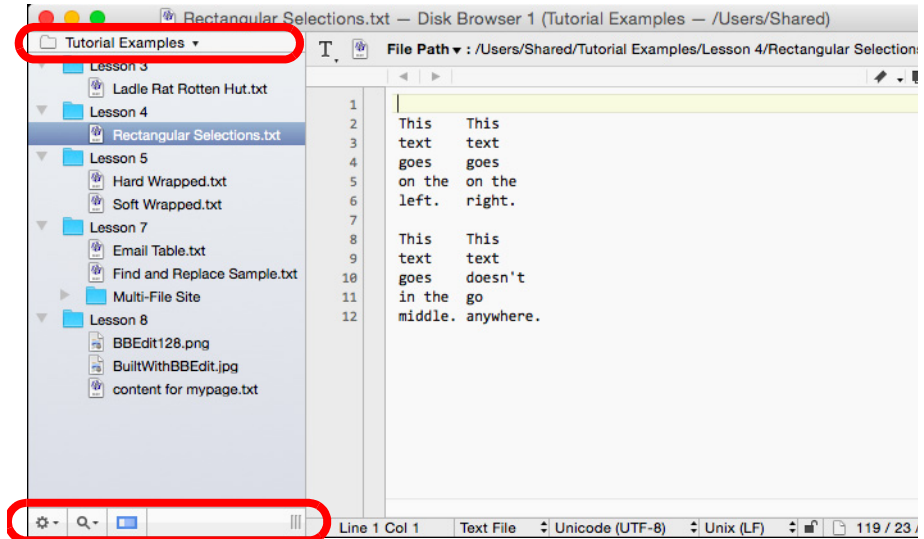 Rectangular Selections.txt — Disk Browser 1 (Tutorial Examples — /Users/Shared)
Tutorial Examples
File Path : /Users/Shared/Tutorial Examples/Lesson 4/Rectangular Selections
Lesson 3
Ladle Rat Rotten Hut.txt
Lesson 4
Rectangular Selections.txt
Lesson 5
Hard Wrapped.txt
Soft Wrapped.txt
Lesson 7
Email Table.txt
Find and Replace Sample.txt
Multi-File Site
Lesson 8
BBEdit128.png
BuiltWithBBEdit.jpg
content for mypage.txt
1
2 This This
3 text text
4 goes goes
5 on the on the
6 left. right.
7
8 This This
9 text text
10 goes doesn't
11 in the go
12 middle. anywhere.
Line 1 Col 1 Text File Unicode (UTF-8) Unix (LF) 119 / 23 /